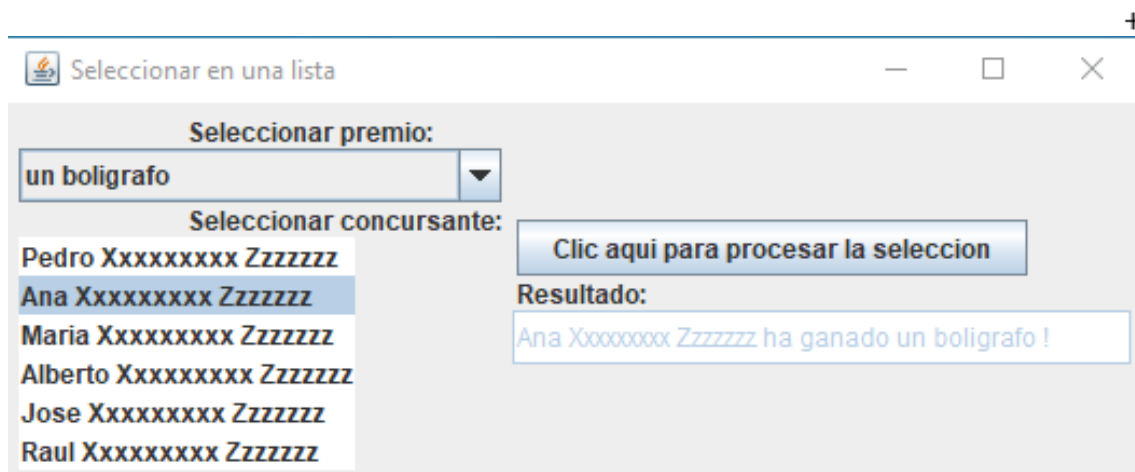 +
Seleccionar en una lista
Seleccionar premio:
un boligrafo
Seleccionar concursante:
Pedro Xxxxxxxxx Zzzzzzz
Ana Xxxxxxxxx Zzzzzzz
Maria Xxxxxxxxx Zzzzzzz
Alberto Xxxxxxxxx Zzzzzzz
Jose Xxxxxxxxx Zzzzzzz
Raul Xxxxxxxxx Zzzzzzz
Clic aqui para procesar la seleccion
Resultado:
Ana Xxxxxxxxx Zzzzzzz ha ganado un boligrafo !